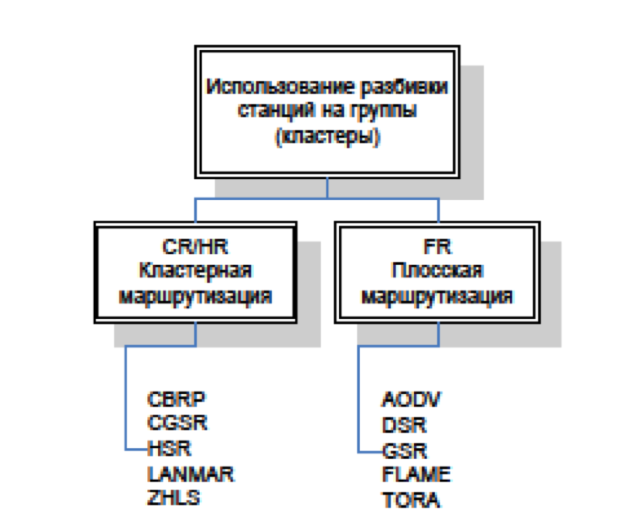 Использование разбивки
станций на группы
(кластеры)
CR/HR
Кластерная
маршрутизация
FR
Плосская
маршрутизация
CBRP
CGSR
HSR
LANMAR
ZHLS
AODV
DSR
GSR
FLAME
TORA